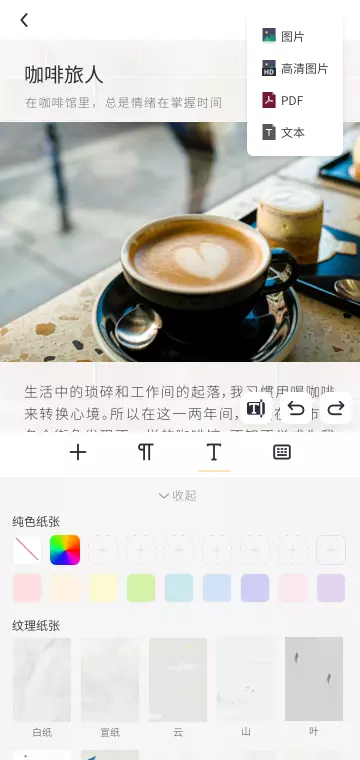 图片
高清图片
PDF
文本
咖啡旅人
在咖啡馆里，总是情绪在掌握时间
生活中的琐碎和工作间的起落，我习惯用喝咖啡
来转换心境。所以在这一两年间，
收起
纯色纸张
纹理纸张
白纸
宣纸
云
山
叶